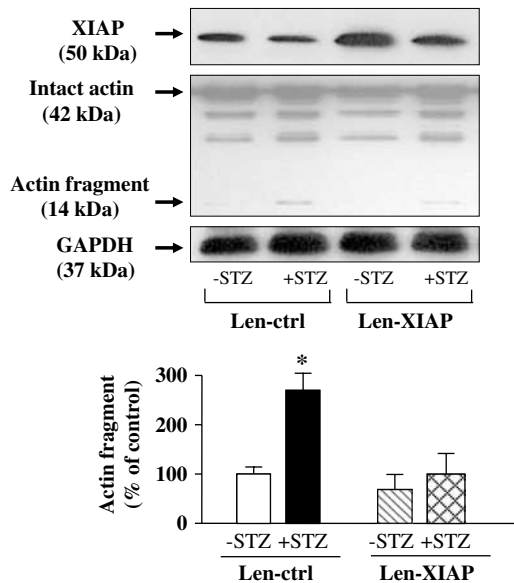 XIAP
(50 kDa)
Intact actin
(42 kDa)
Actin fragment
(14 kDa)
GAPDH
(37 kDa)
-STZ +STZ -STZ +STZ
Len-ctrl Len-XIAP
Actin fragment
(% of control)
300
200
100
0
*
-STZ +STZ -STZ +STZ
Len-ctrl Len-XIAP